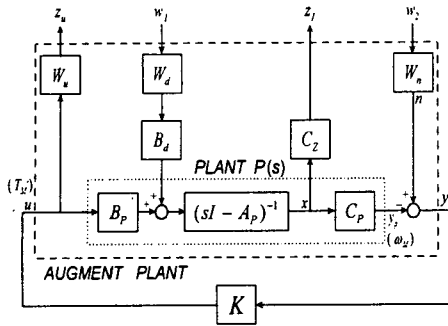 z_u w_1 z_1 w_2
W_u W_d W_n
n
B_d C_Z
PLANT P(s)
(T_M)
u B_P + + (sI − A_P)^{-1} x C_P − + y
y_p
(ω_M)
AUGMENT PLANT
K